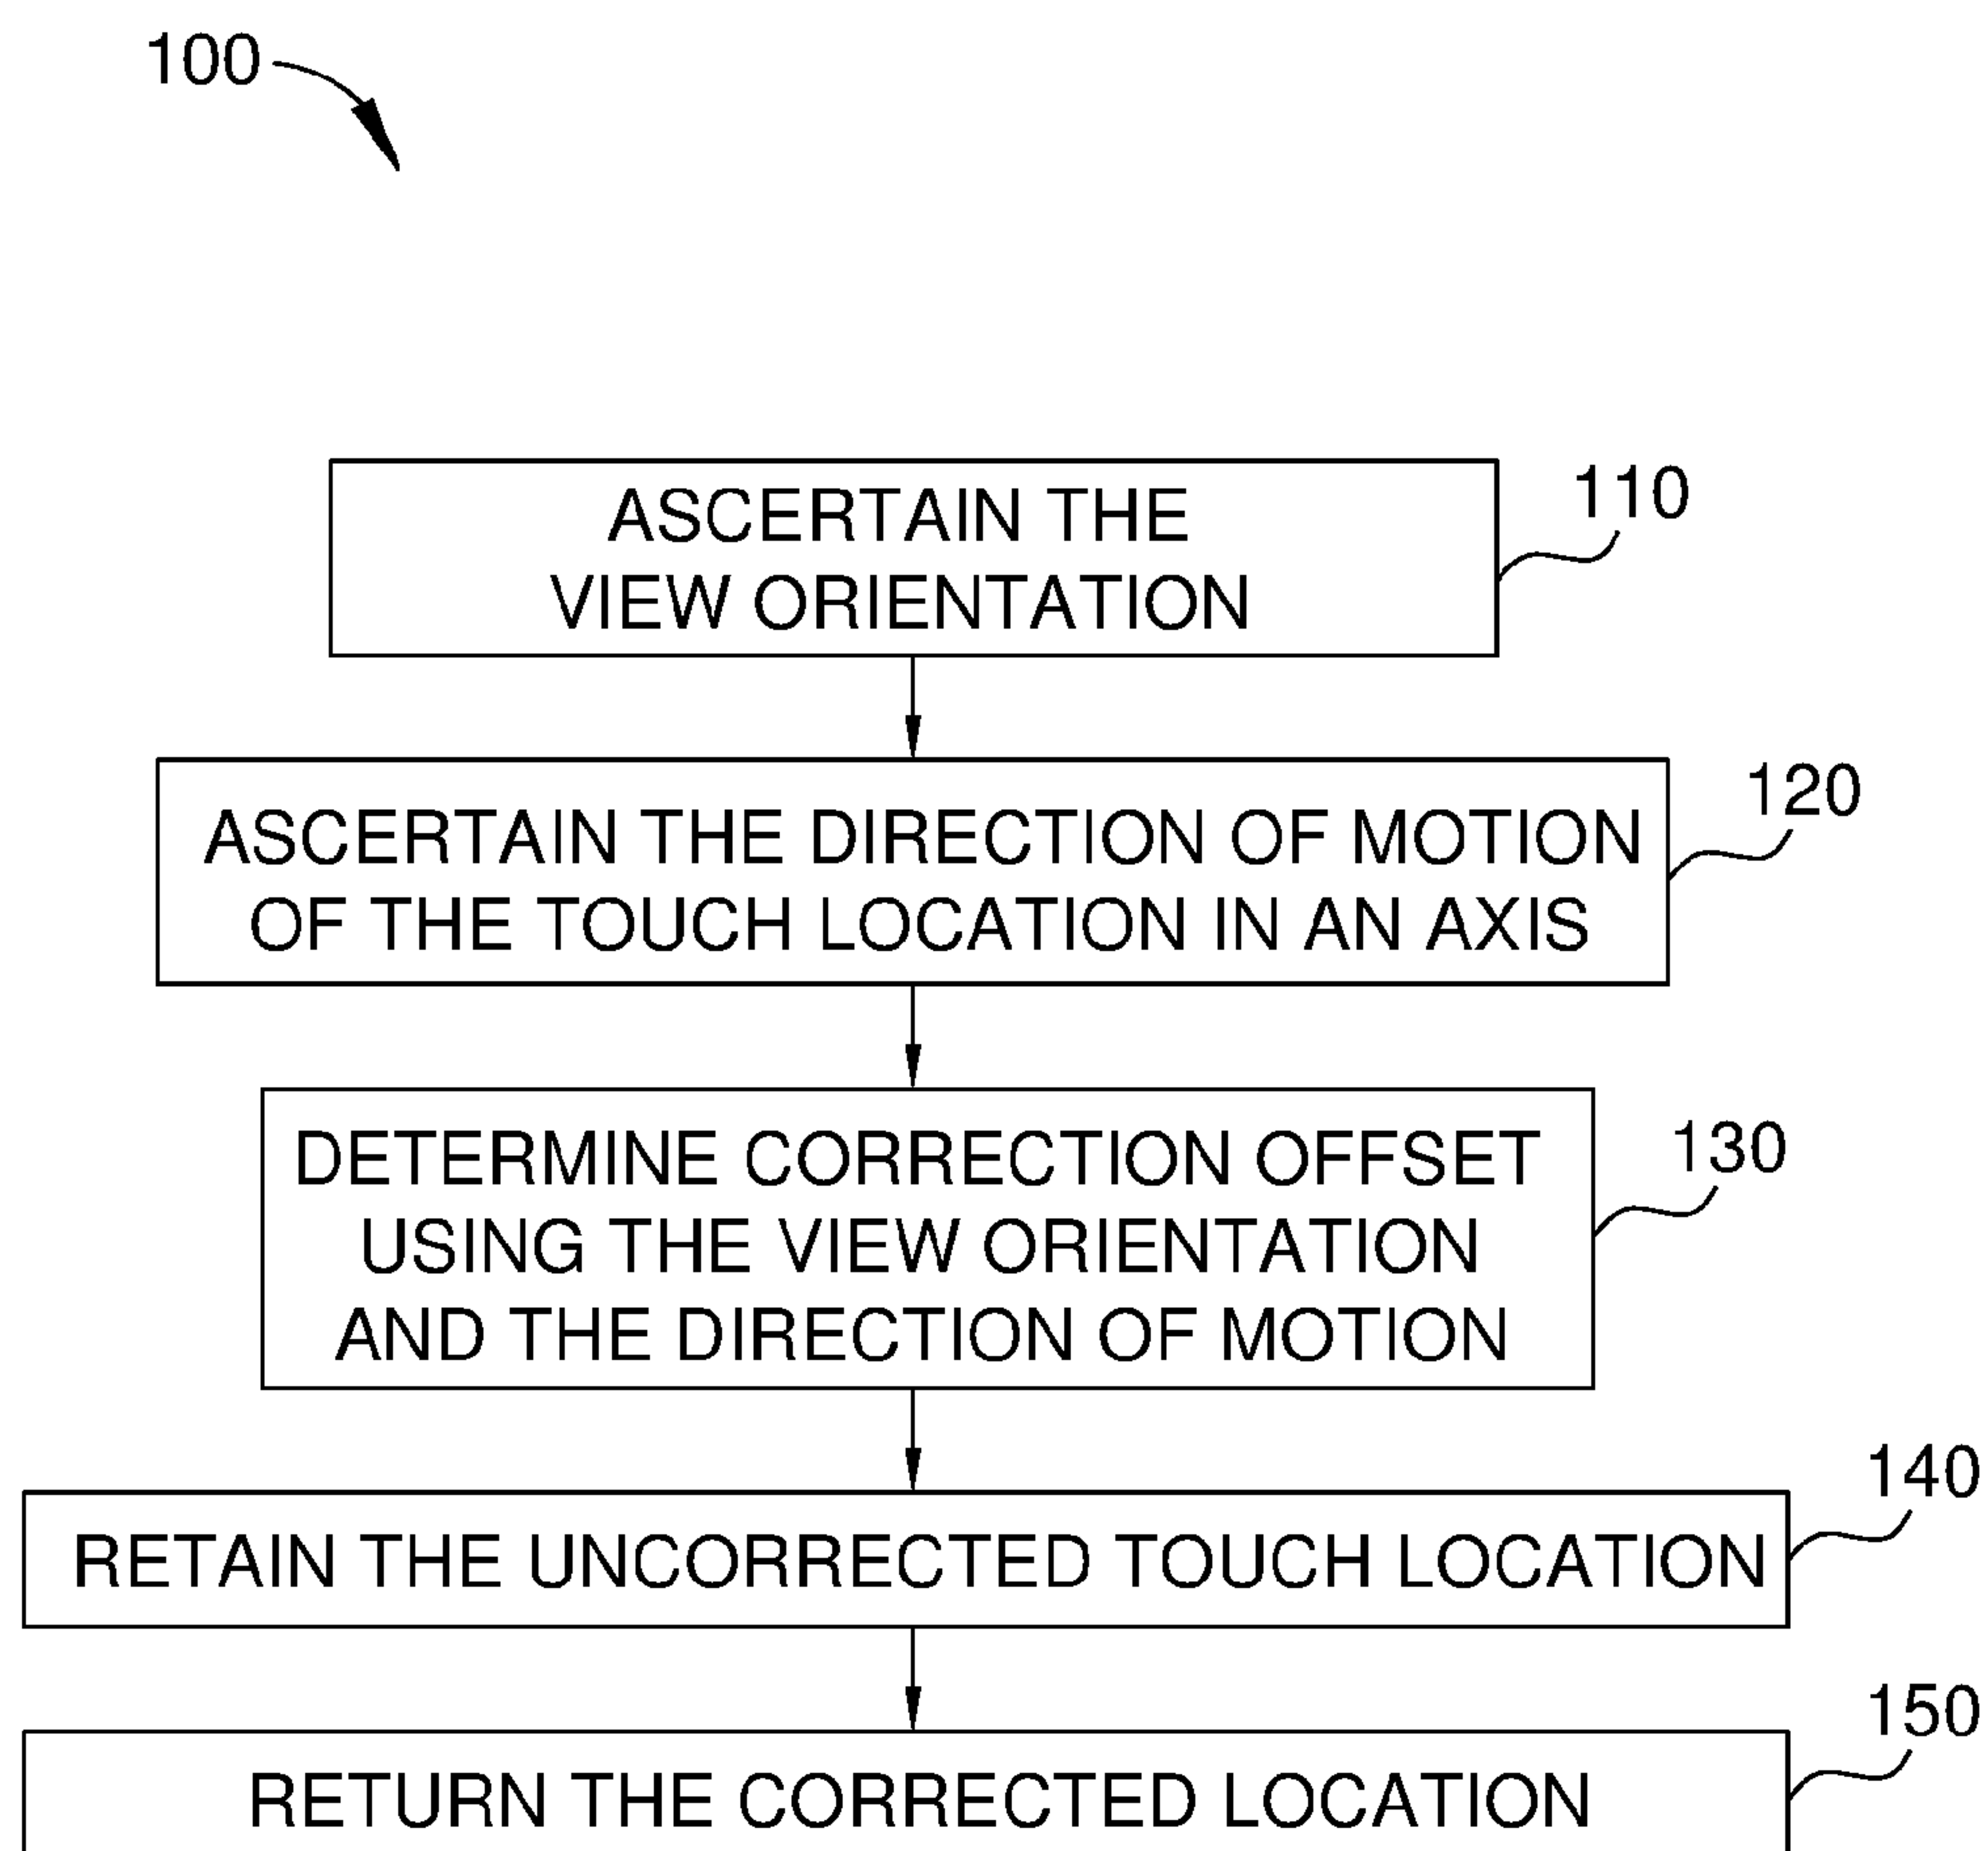 100
ASCERTAIN THE
VIEW ORIENTATION
110
ASCERTAIN THE DIRECTION OF MOTION
OF THE TOUCH LOCATION IN AN AXIS
120
DETERMINE CORRECTION OFFSET
USING THE VIEW ORIENTATION
AND THE DIRECTION OF MOTION
130
RETAIN THE UNCORRECTED TOUCH LOCATION
140
RETURN THE CORRECTED LOCATION
150